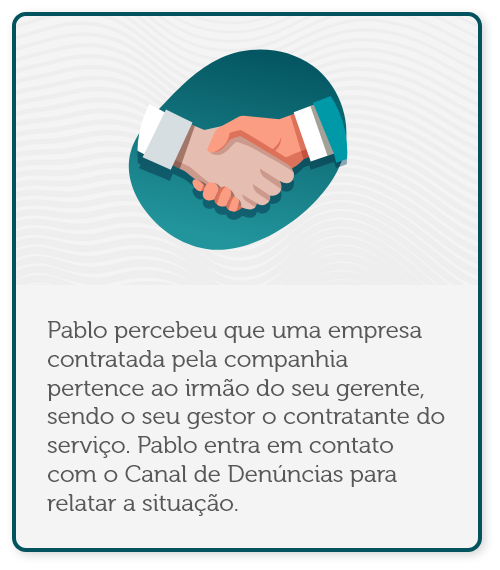 Pablo percebeu que uma empresa
contratada pela companhia
pertence ao irmão do seu gerente,
sendo o seu gestor o contratante do
serviço. Pablo entra em contato
com o Canal de Denúncias para
relatar a situação.